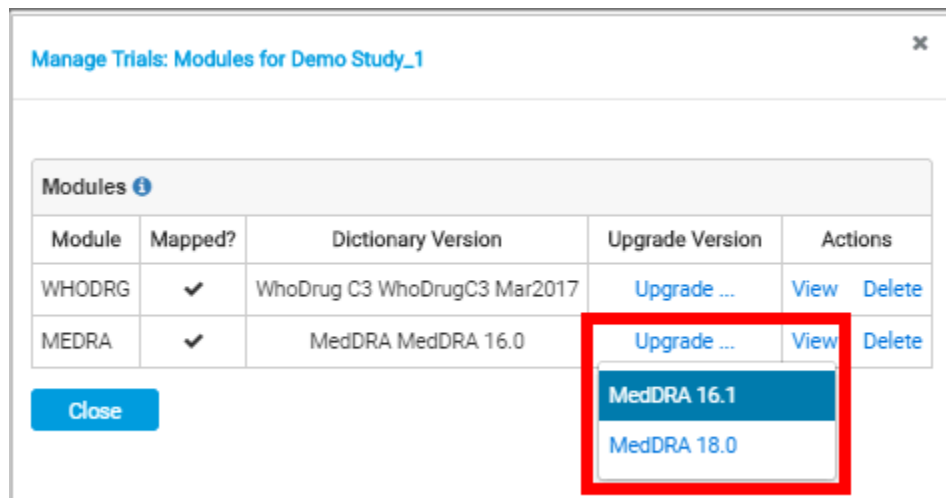 Manage Trials: Modules for Demo Study_1
Modules
Module Mapped? Dictionary Version Upgrade Version Actions
WHODRG WhoDrug C3 WhoDrugC3 Mar2017 Upgrade ... View Delete
MEDRA MedDRA MedDRA 16.0 Upgrade ... View Delete
MedDRA 16.1
Close
MedDRA 18.0